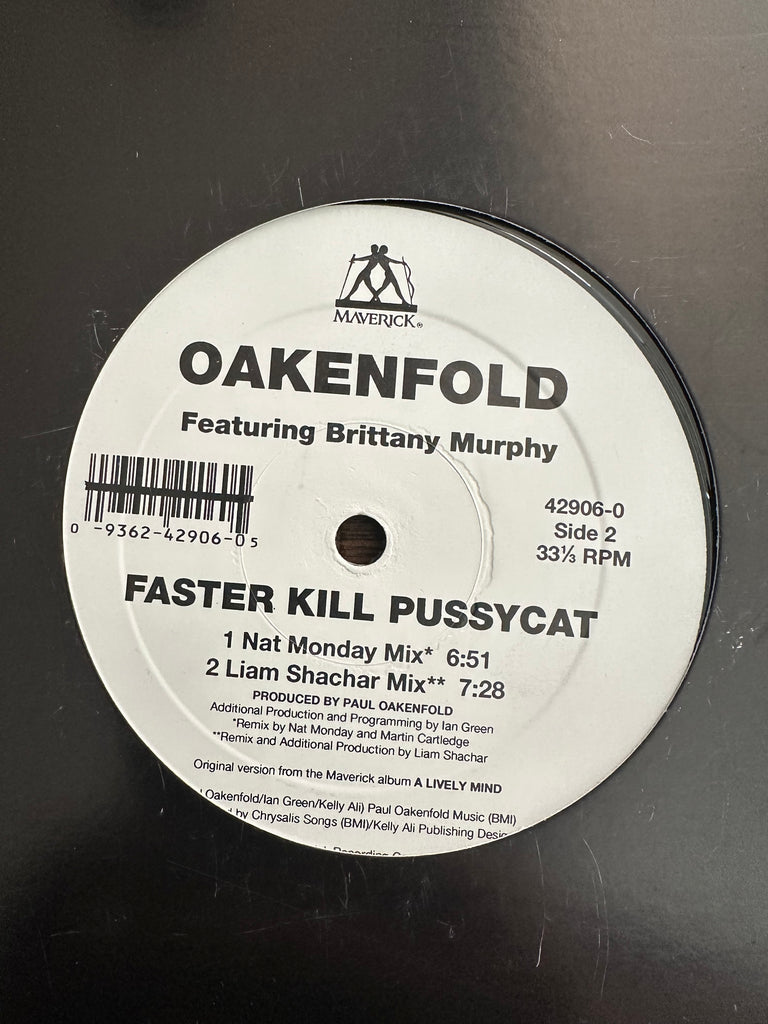 MAVERICK®
OAKENFOLD
Featuring Brittany Murphy
0 -9362-42906-0 5
42906-0
Side 2
33⅓ RPM
FASTER KILL PUSSYCAT
1 Nat Monday Mix* 6:51
2 Liam Shachar Mix** 7:28
PRODUCED BY PAUL OAKENFOLD
Additional Production and Programming by Ian Green
*Remix by Nat Monday and Martin Cartledge
**Remix and Additional Production by Liam Shachar
Original version from the Maverick album A LIVELY MIND
Oakenfold/Ian Green/Kelly Ali) Paul Oakenfold Music (BMI)
by Chrysalis Songs (BMI)/Kelly Ali Publishing